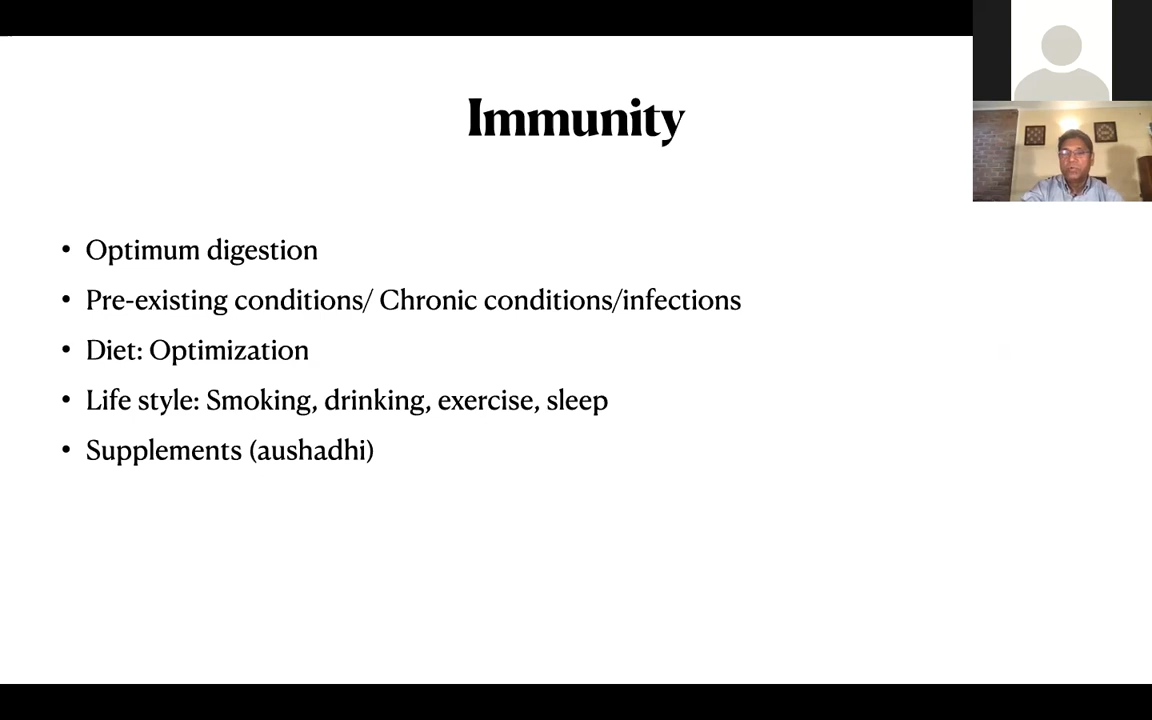 Immunity
• Optimum digestion
• Pre-existing conditions/ Chronic conditions/infections
• Diet: Optimization
• Life style: Smoking, drinking, exercise, sleep
• Supplements (aushadhi)